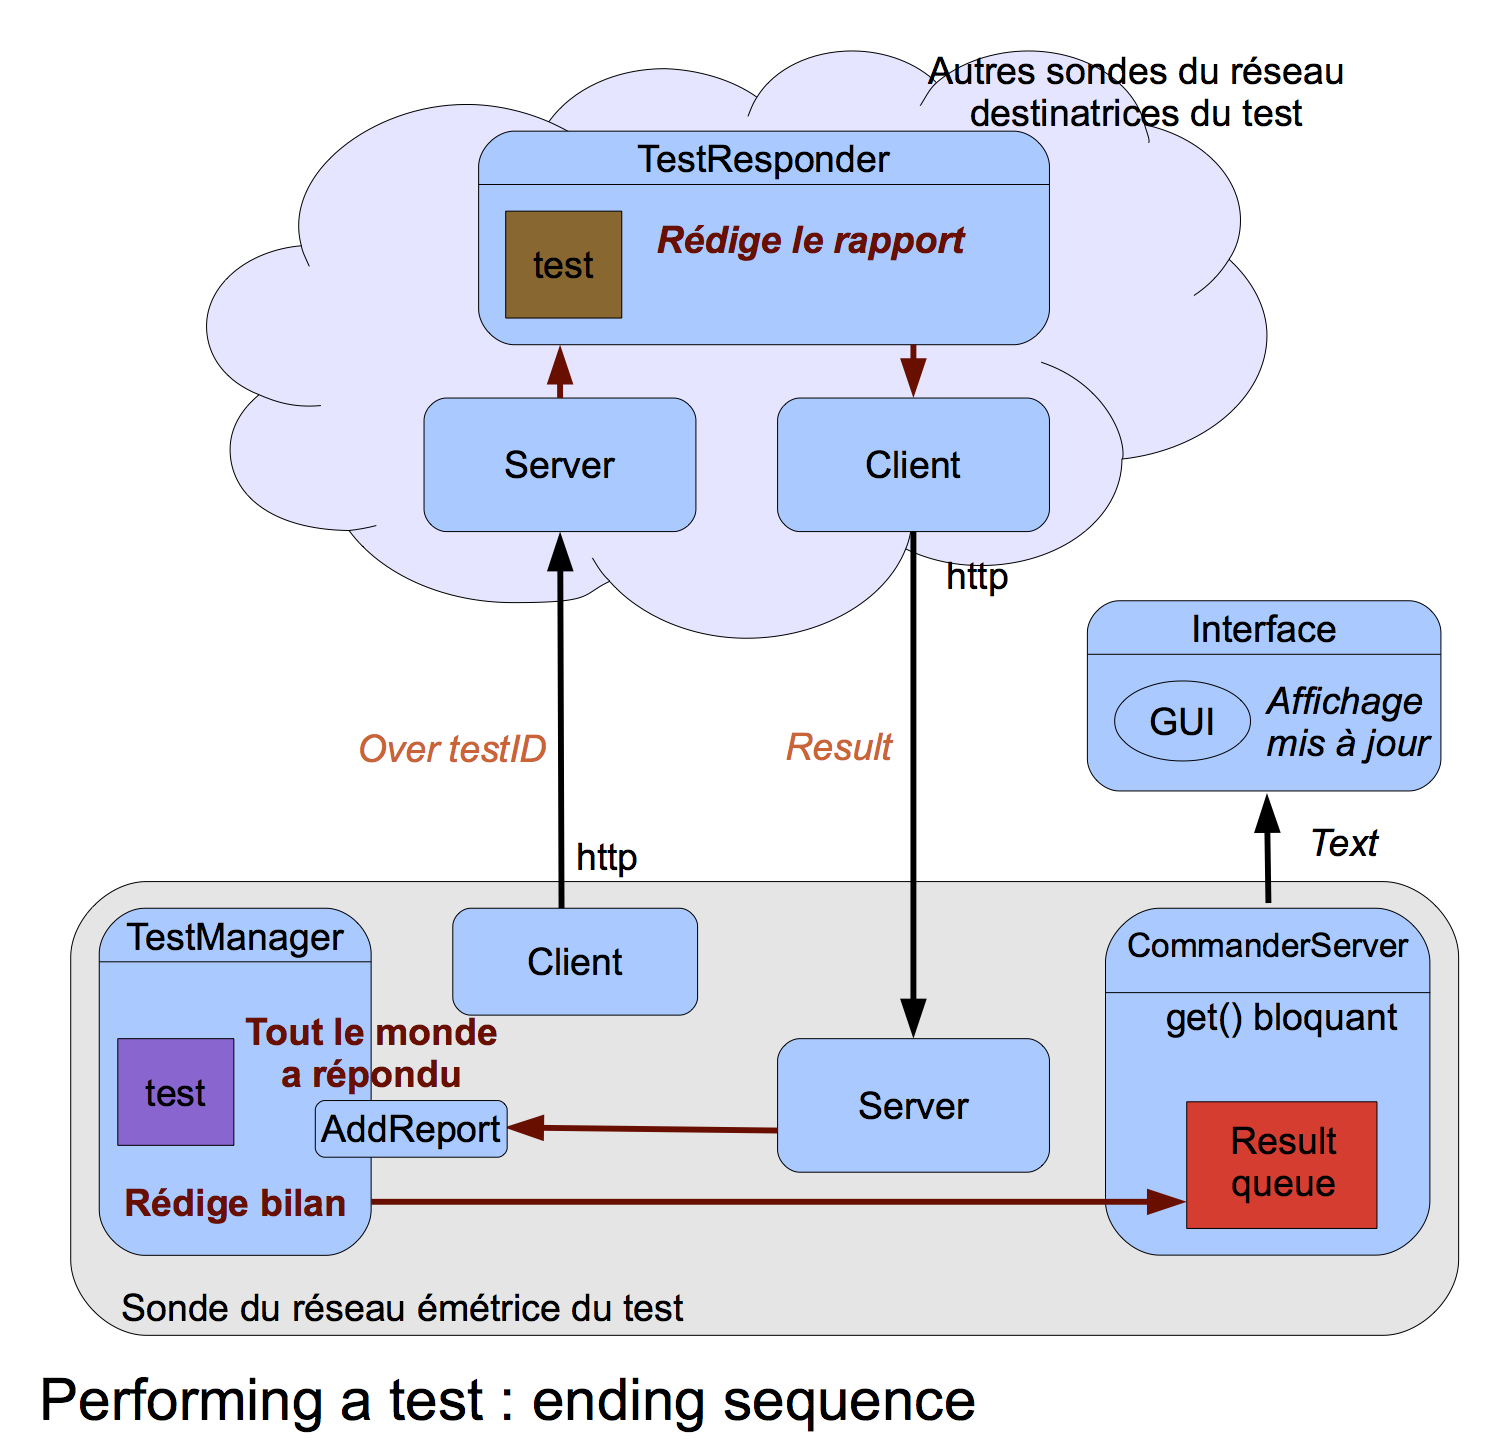 Autres sondes du réseau
destinatrices du test
TestResponder
test
Rédige le rapport
Server
Client
http
Interface
GUI
Affichage
mis à jour
Over testID
Result
http
Text
TestManager
Client
CommanderServer
get() bloquant
Tout le monde
a répondu
test
AddReport
Server
Result
queue
Rédige bilan
Sonde du réseau émétrice du test
Performing a test : ending sequence